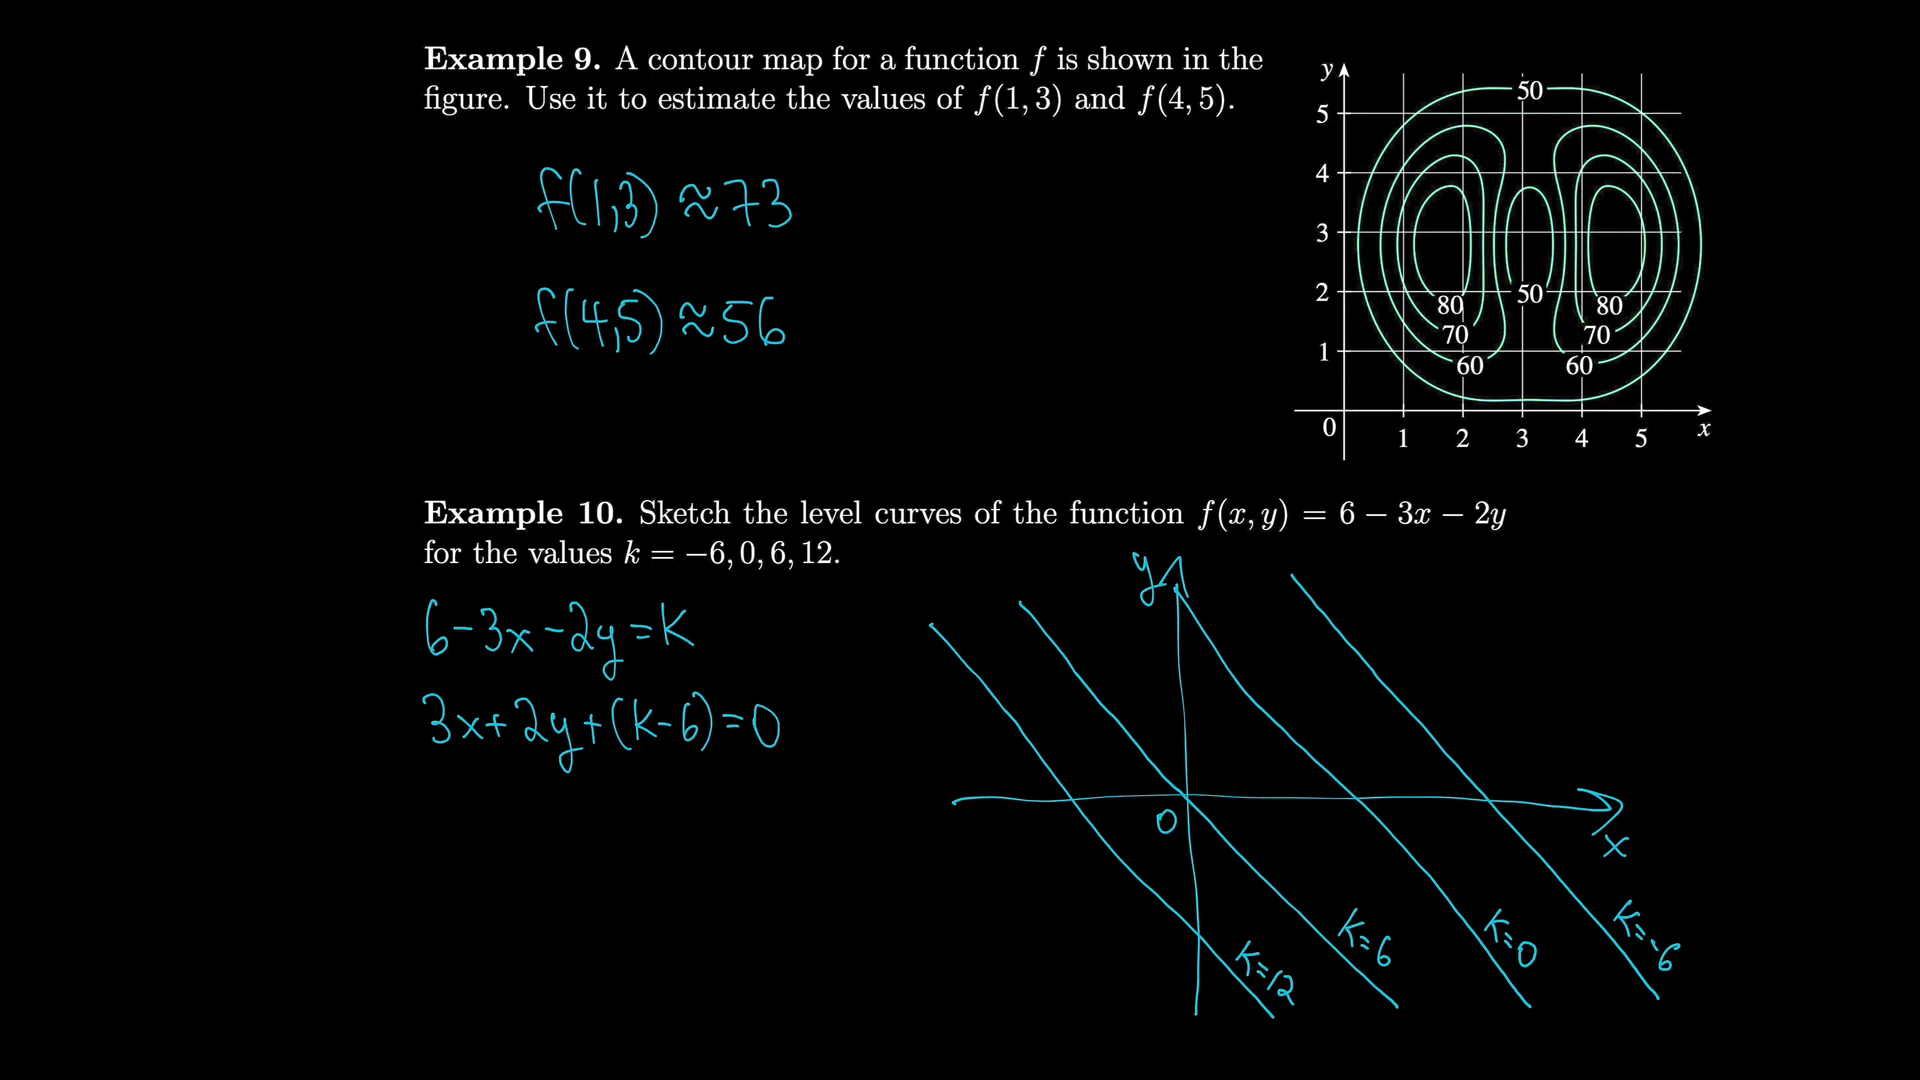 Example 9. A contour map for a function f is shown in the
figure. Use it to estimate the values of f(1, 3) and f(4, 5).
f(1,3) ≈ 73
f(4,5) ≈ 56
y
5
4
3
2
1
0
1 2 3 4 5 x
50
50
80 80
70 70
60 60
Example 10. Sketch the level curves of the function f(x, y) = 6 − 3x − 2y
for the values k = −6, 0, 6, 12.
6-3x-2y=K
3x+2y+(k-6)=0
y
0
x
K=12
K=6
K=0
K=-6